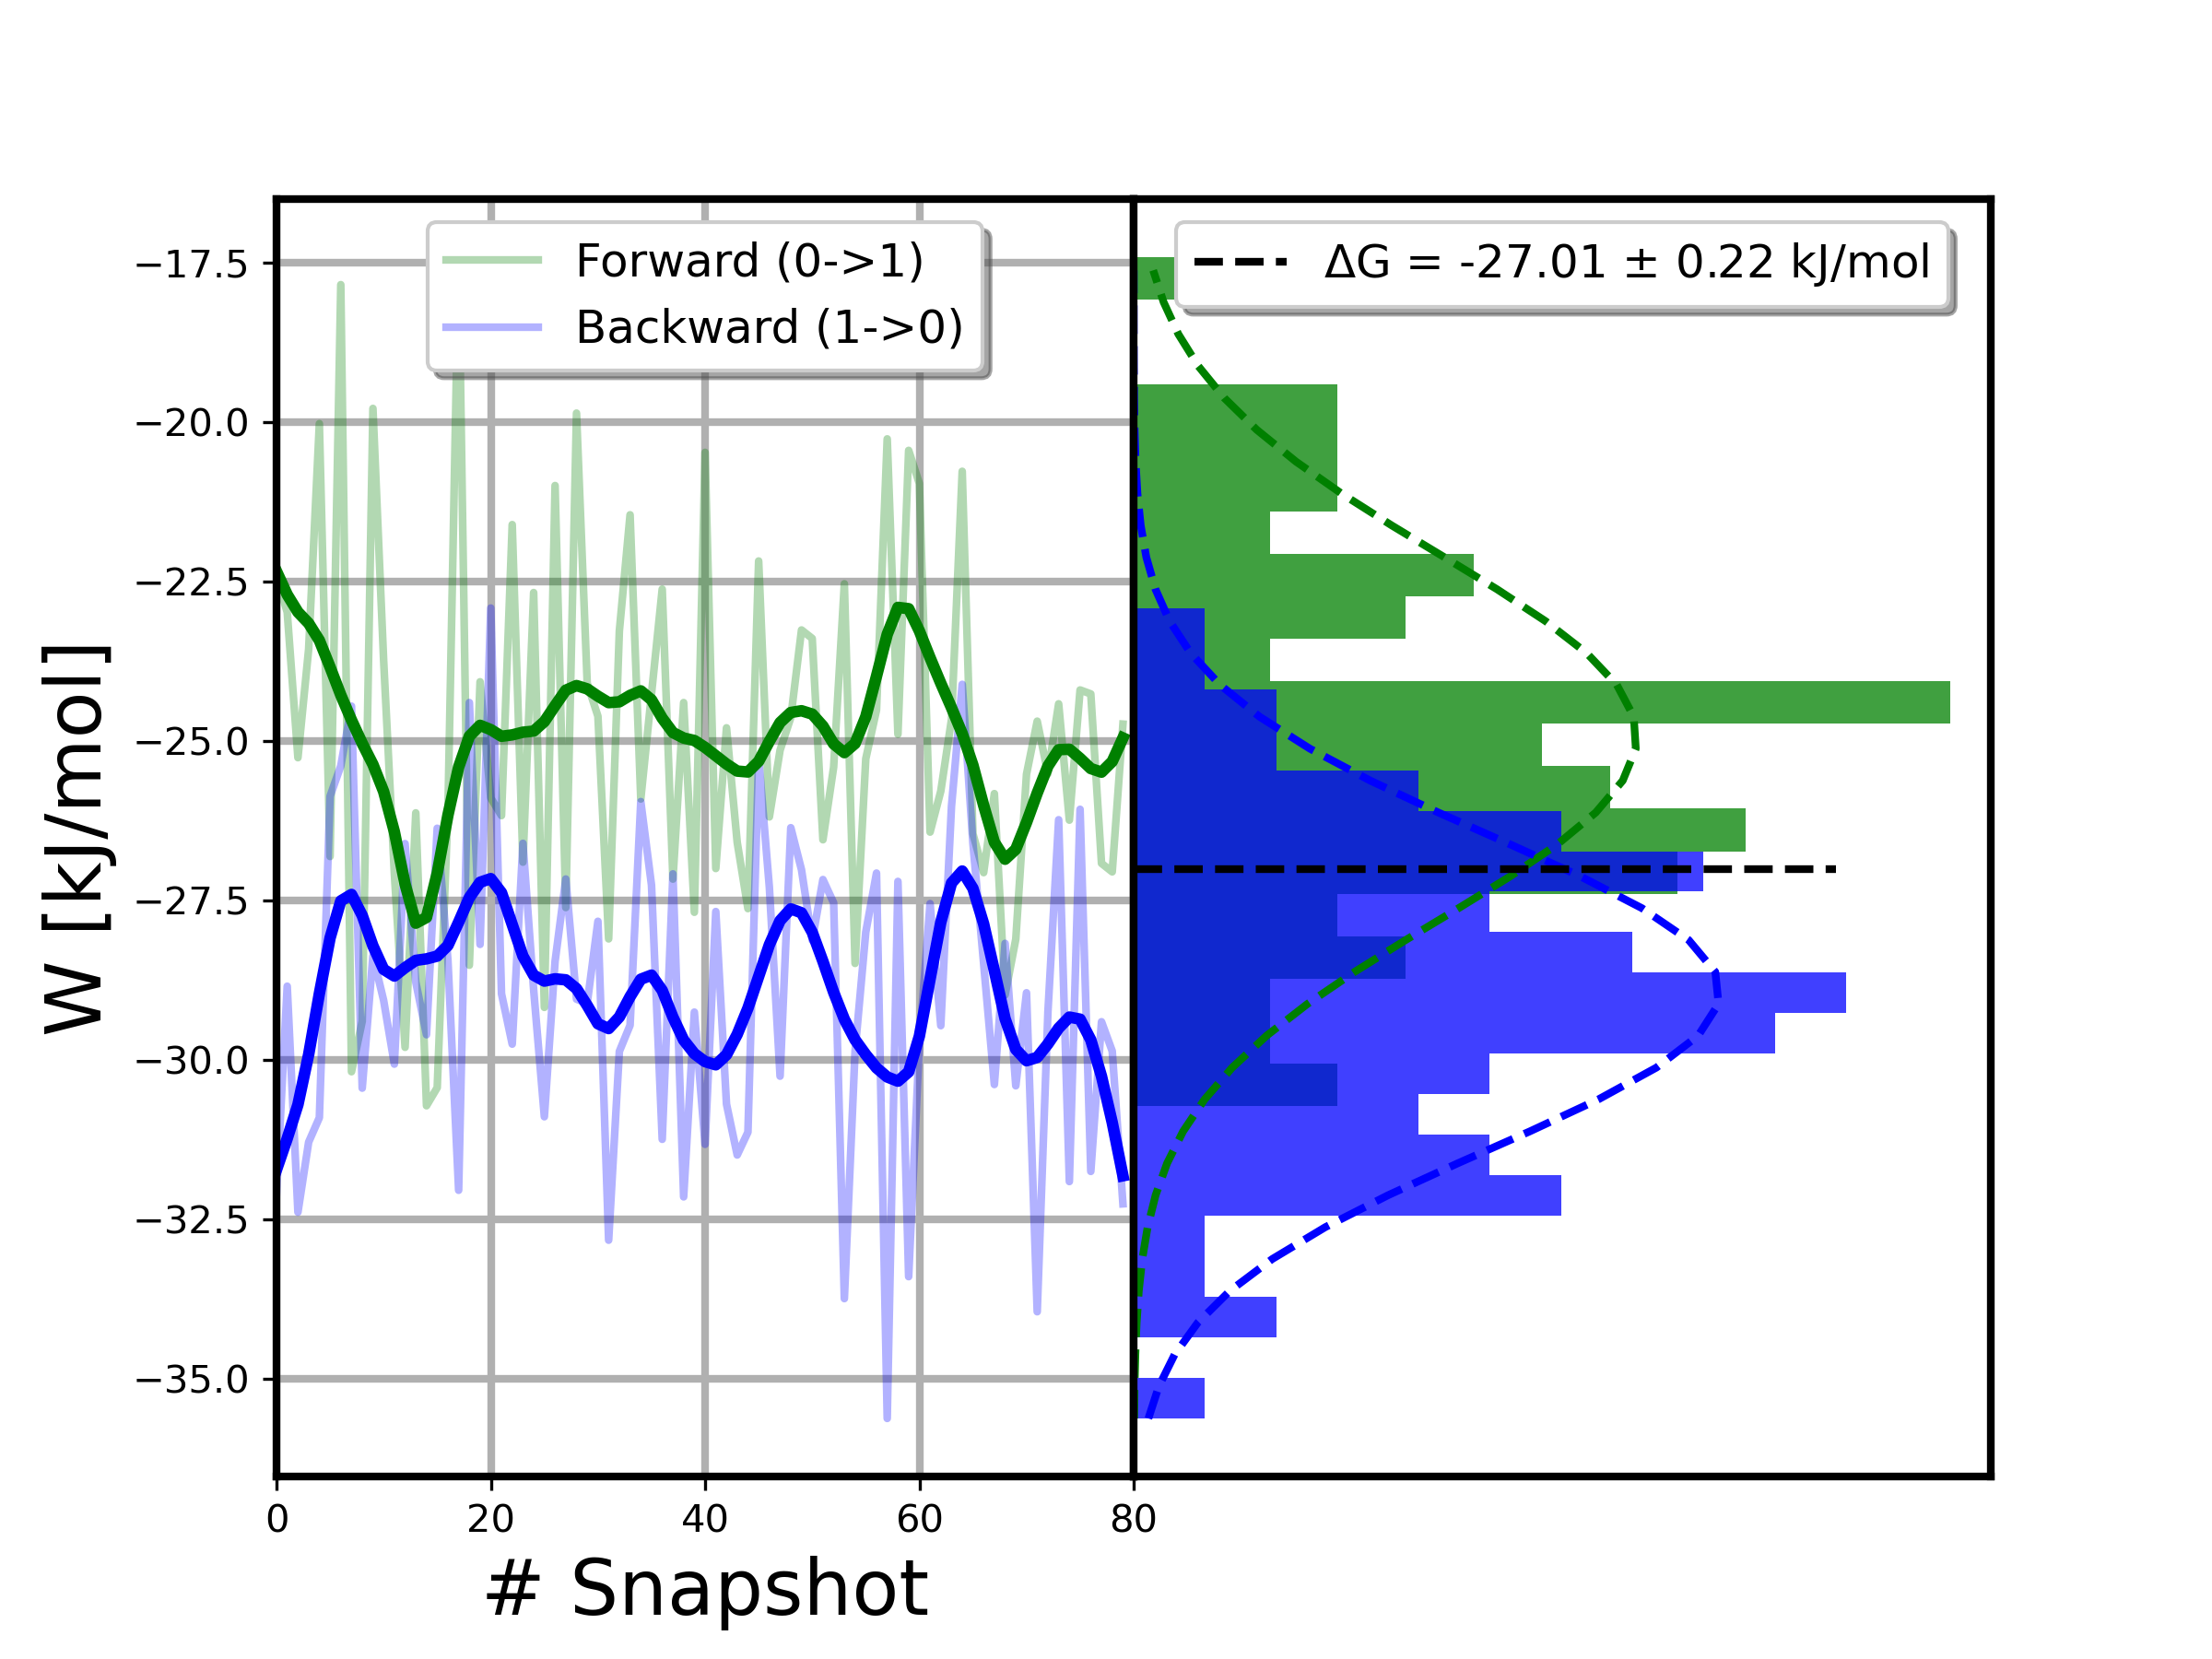 Forward (0->1)
Backward (1->0)
ΔG = -27.01 ± 0.22 kJ/mol
W [kJ/mol]
−17.5
−20.0
−22.5
−25.0
−27.5
−30.0
−32.5
−35.0
0 20 40 60 80
# Snapshot